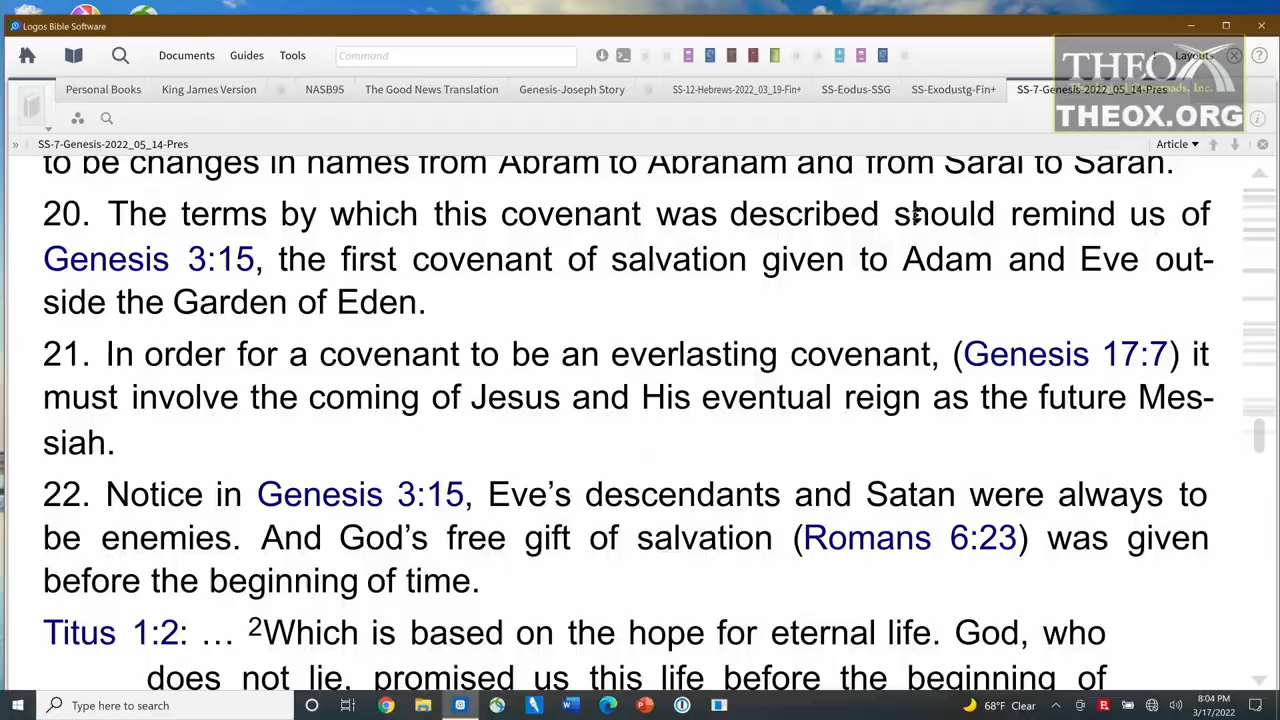 Logos Bible Software
Documents Guides Tools Command Layouts
THEOX
THEOX.ORG
Personal Books King James Version NASB95 The Good News Translation Genesis-Joseph Story SS-12-Hebrews-2022_03_19-Fin+ SS-Eodus-SSG SS-Exodustg-Fin+ SS-7-Genesis-2022_05_14-Pres
SS-7-Genesis-2022_05_14-Pres Article
to be changes in names from Abram to Abraham and from Sarai to Sarah.
20. The terms by which this covenant was described should remind us of
Genesis 3:15, the first covenant of salvation given to Adam and Eve out-
side the Garden of Eden.
21. In order for a covenant to be an everlasting covenant, (Genesis 17:7) it
must involve the coming of Jesus and His eventual reign as the future Mes-
siah.
22. Notice in Genesis 3:15, Eve’s descendants and Satan were always to
be enemies. And God’s free gift of salvation (Romans 6:23) was given
before the beginning of time.
Titus 1:2: … 2Which is based on the hope for eternal life. God, who
does not lie, promised us this life before the beginning of
Type here to search
68°F Clear
8:04 PM
3/17/2022